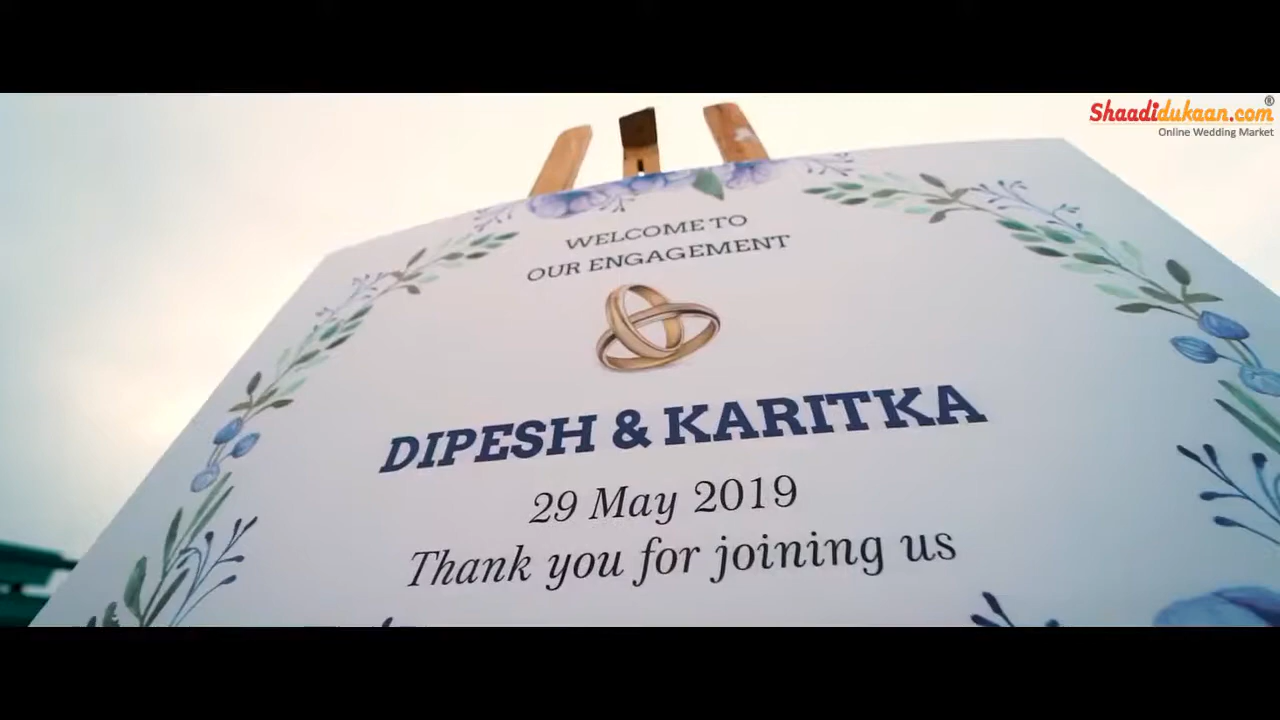 Shaadidukaan.com®
Online Wedding Market
WELCOME TO
OUR ENGAGEMENT
DIPESH & KARITKA
29 May 2019
Thank you for joining us